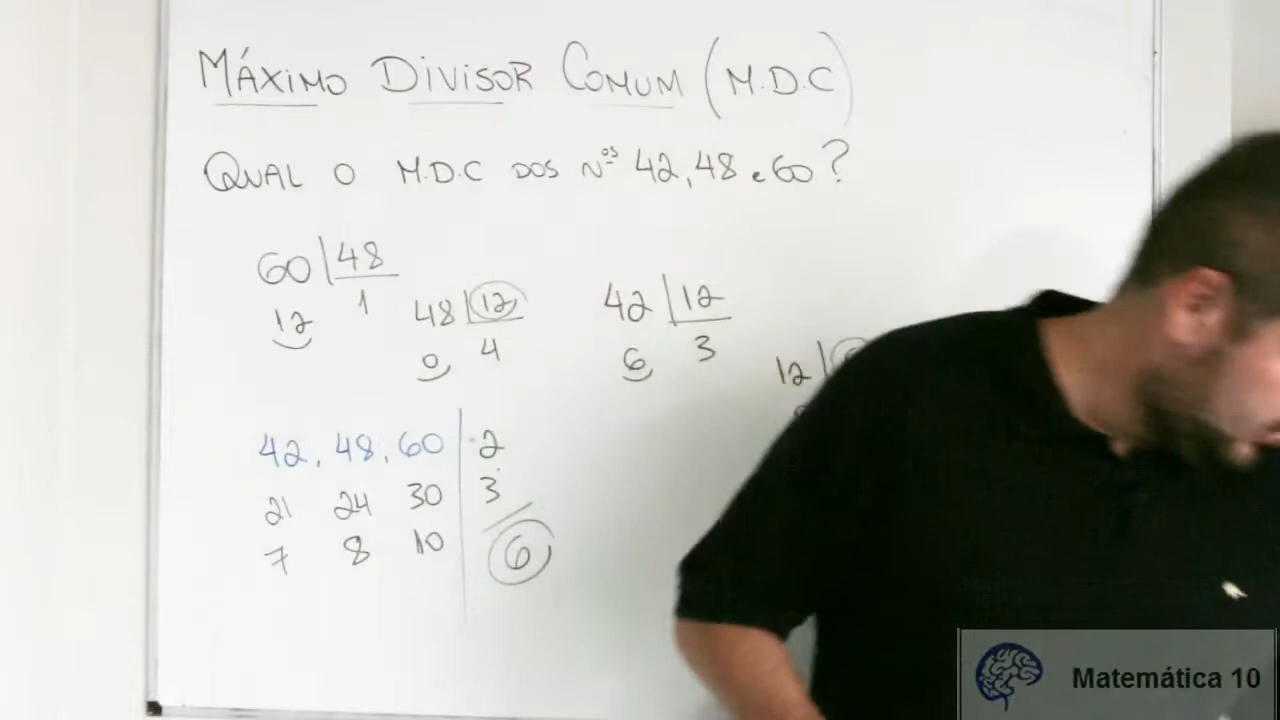 MÁXIMO DIVISOR COMUM (M.D.C)
QUAL O M.D.C DOS Nºs 42, 48 e 60?
60 | 48
12 1
48 | 12
0 4
42 | 12
6 3
12 |
42, 48, 60 | 2
21 24 30 | 3
7 8 10 | 6
Matemática 10